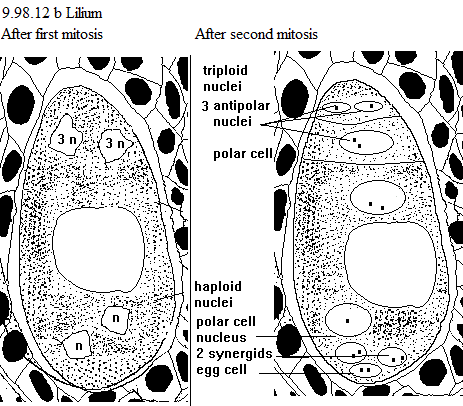 9.98.12 b Lilium
After first mitosis
After second mitosis
3 n
3 n
n
n
triploid
nuclei
3 antipolar
nuclei
polar cell
haploid
nuclei
polar cell
nucleus
2 synergids
egg cell